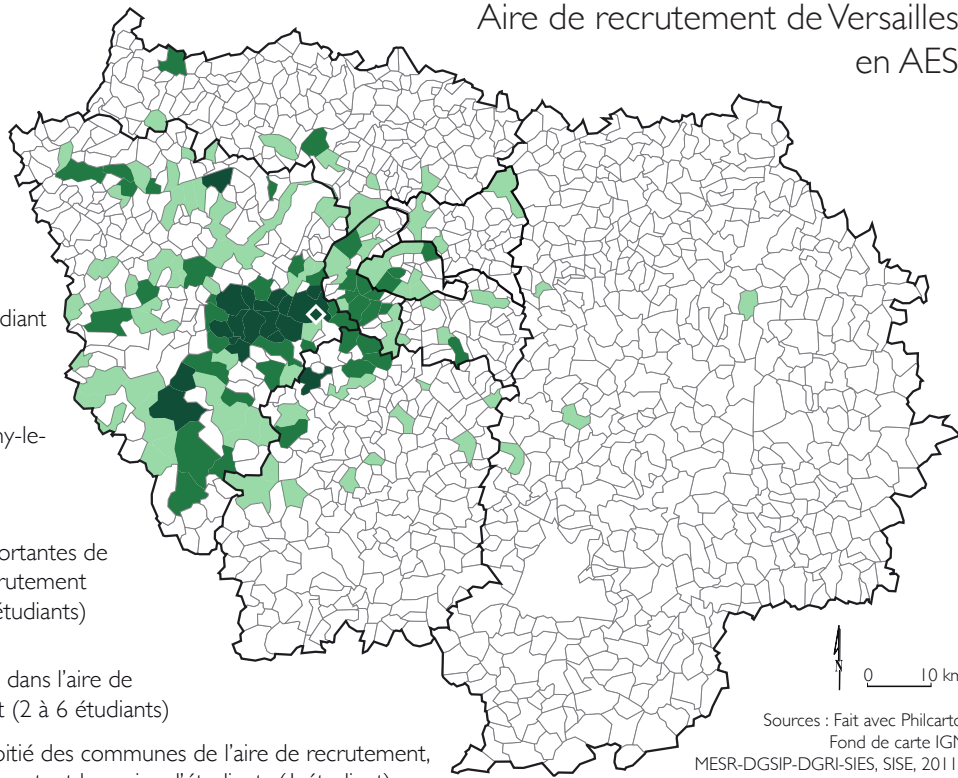 Aire de recrutement de Versailles
en AES
diant
ny-le-
ortantes de
rutement
étudiants)
dans l'aire de
t (2 à 6 étudiants)
oitié des communes de l'aire de recrutement,
N
0 10 km
Sources : Fait avec Philcarto
Fond de carte IGN
MESR-DGSIP-DGRI-SIES, SISE, 2011